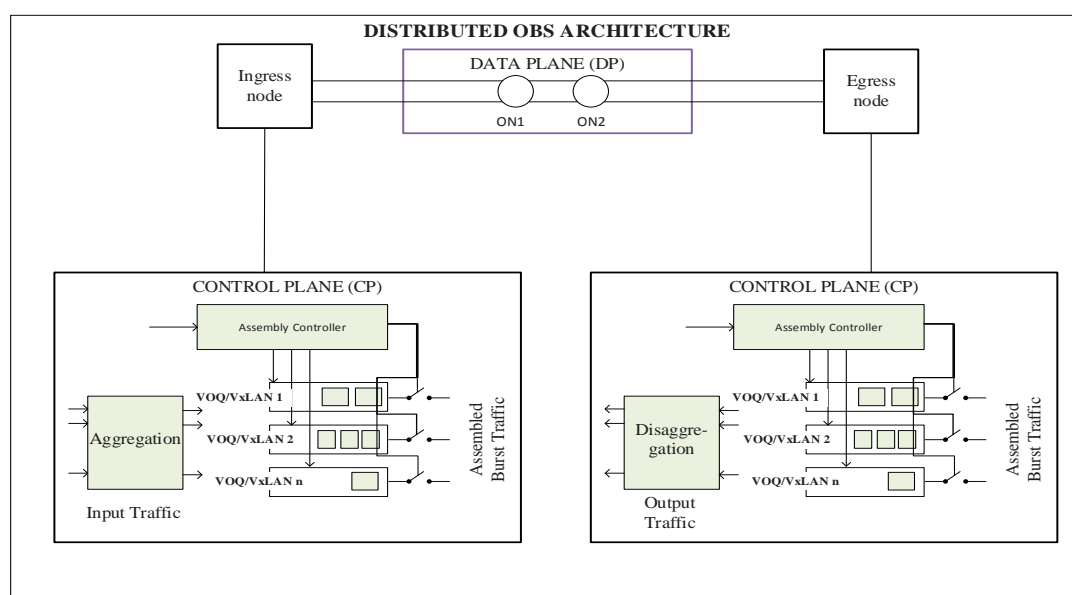 DISTRIBUTED OBS ARCHITECTURE
Ingress
node
DATA PLANE (DP)
ON1
ON2
Egress
node
CONTROL PLANE (CP)
Assembly Controller
VOQ/VxLAN 1
VOQ/VxLAN 2
VOQ/VxLAN n
Aggregation
Input Traffic
Assembled
Burst Traffic
CONTROL PLANE (CP)
Assembly Controller
VOQ/VxLAN 1
VOQ/VxLAN 2
VOQ/VxLAN n
Disaggre-
gation
Output
Traffic
Assembled
Burst Traffic